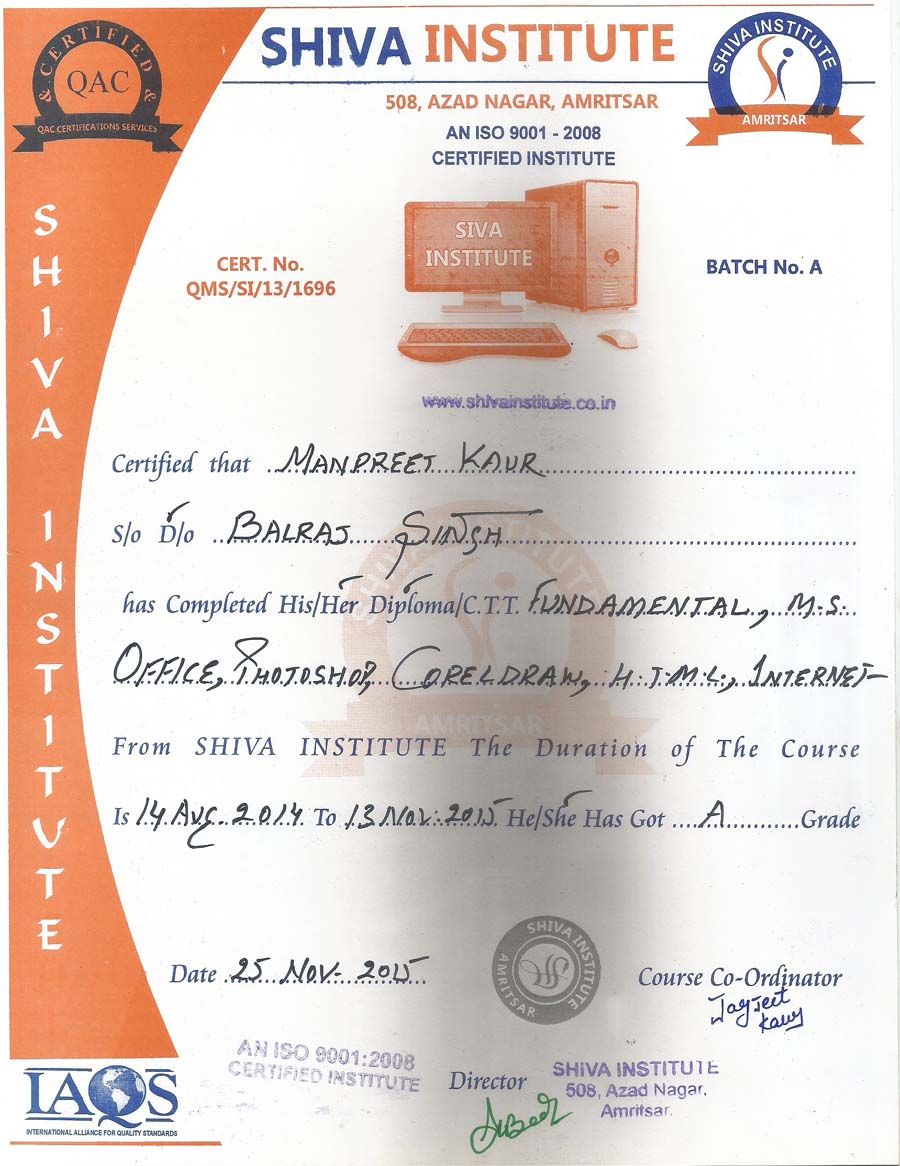 SHIVA INSTITUTE
508, AZAD NAGAR, AMRITSAR
AN ISO 9001 - 2008
CERTIFIED INSTITUTE
& CERTIFIED &
QAC
QAC CERTIFICATIONS SERVICES
SHIVA INSTITUTE
Si
AMRITSAR
SHIVA INSTITUTE
SIVA
INSTITUTE
CERT. No.
QMS/SI/13/1696
BATCH No. A
www.shivainstitute.co.in
Certified that MANPREET KAUR
S/o D/o BALRAJ SINGH
has Completed His/Her Diploma/C.T.T. FUNDAMENTAL, M.S.
OFFICE, PHOTOSHOP, CORELDRAW, H.T.M.L., INTERNET
SHIVA INSTITUTE
AMRITSAR
From SHIVA INSTITUTE The Duration of The Course
Is 14 AUG. 2014 To 13 NOV. 2015 He/She Has Got A Grade
Date 25 NOV. 2015
SHIVA INSTITUTE
AMRITSAR
Course Co-Ordinator
Jagjeet
Kaur
AN ISO 9001:2008
CERTIFIED INSTITUTE
Director
SHIVA INSTITUTE
508, Azad Nagar,
Amritsar.
IAQS
INTERNATIONAL ALLIANCE FOR QUALITY STANDARDS